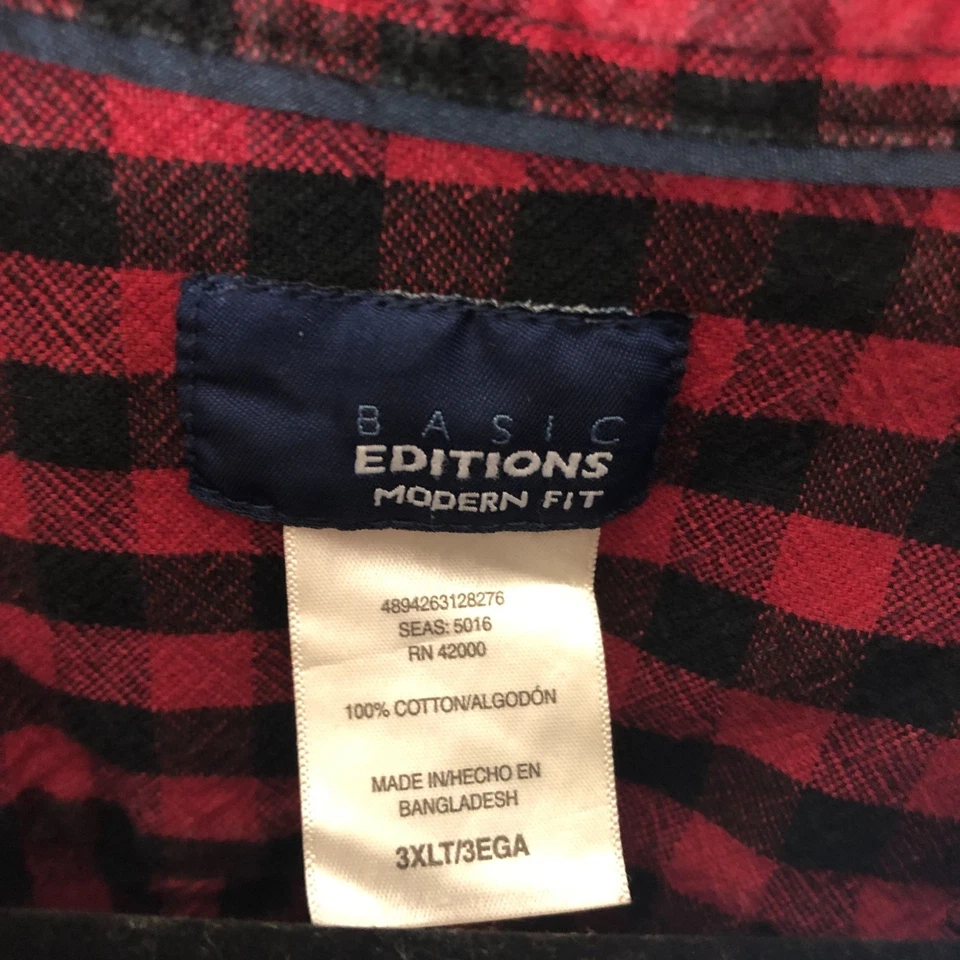 BASIC
EDITIONS
MODERN FIT
4894263128276
SEAS: 5016
RN 42000
100% COTTON/ALGODÓN
MADE IN/HECHO EN
BANGLADESH
3XLT/3EGA